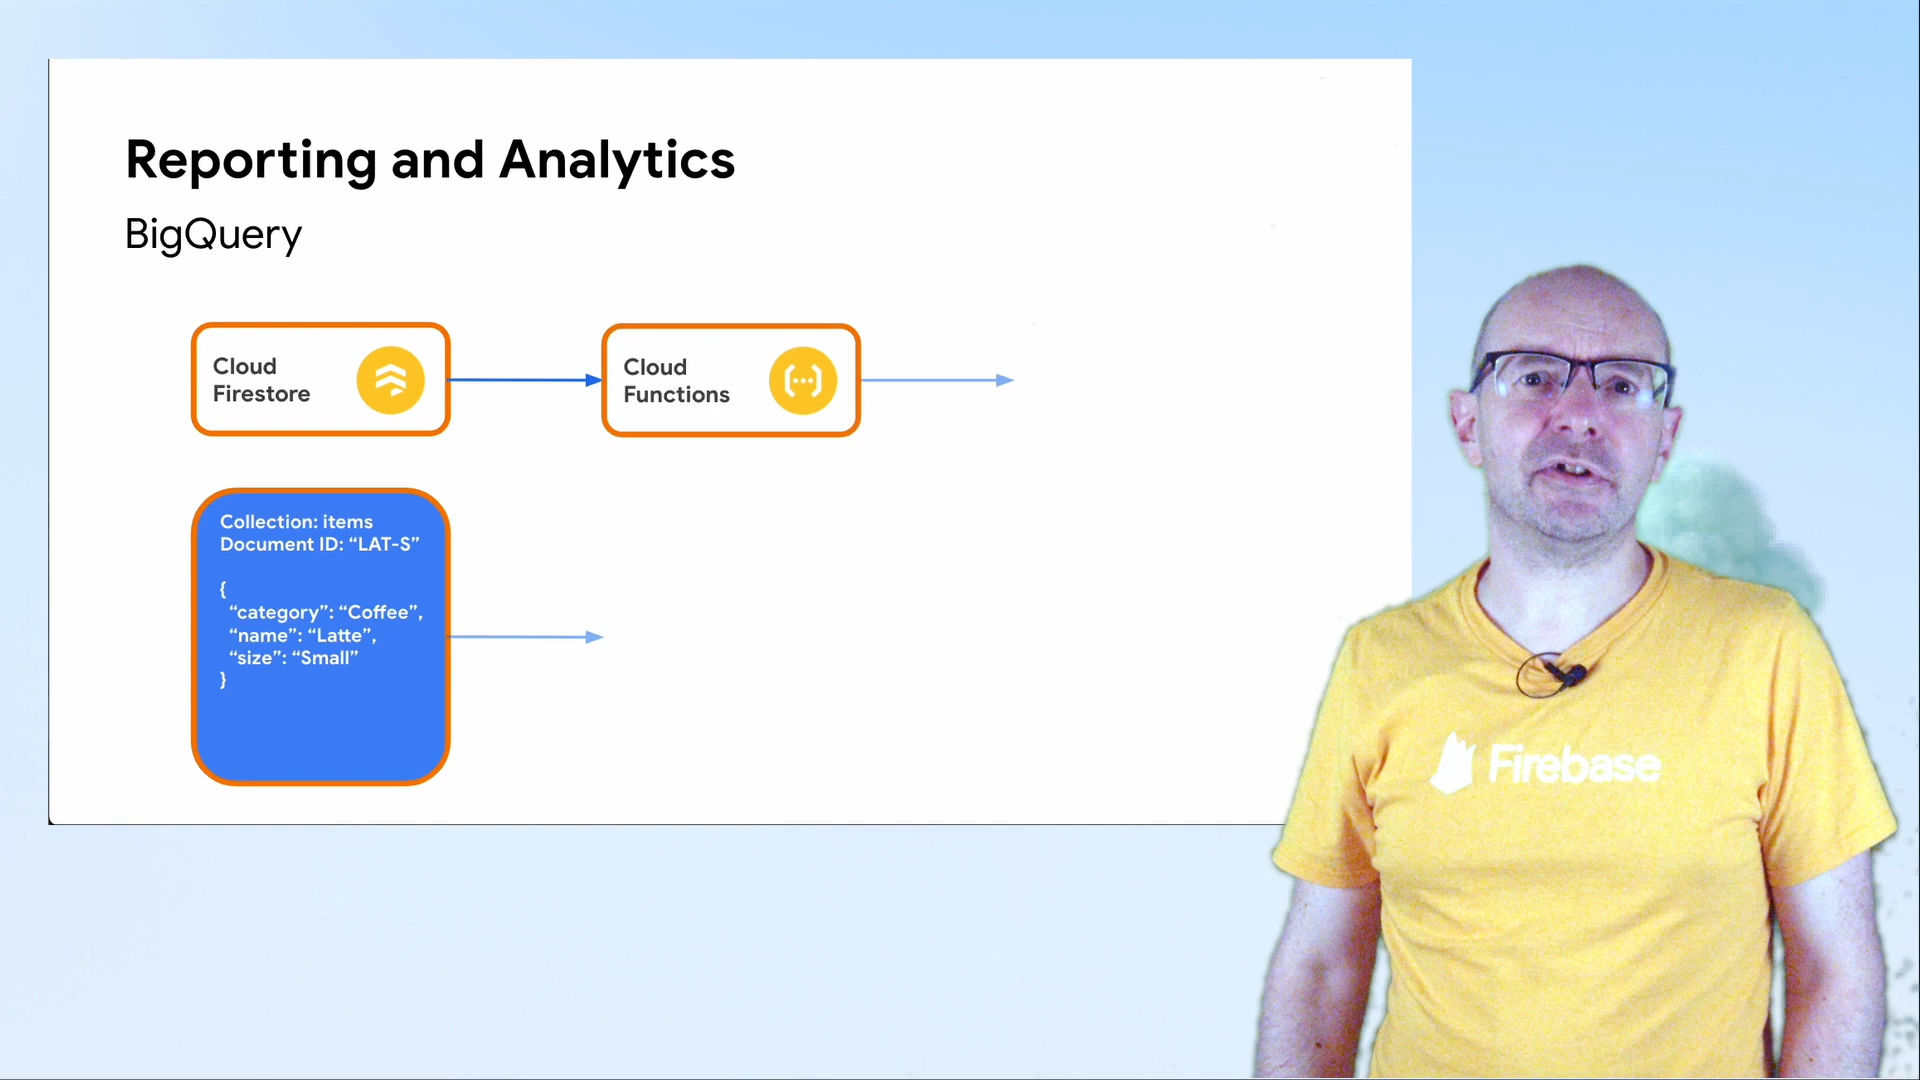 Reporting and Analytics
BigQuery
Cloud
Firestore
Cloud
Functions
Collection: items
Document ID: “LAT-S”
{
“category”: “Coffee”,
“name”: “Latte”,
“size”: “Small”
}
Firebase